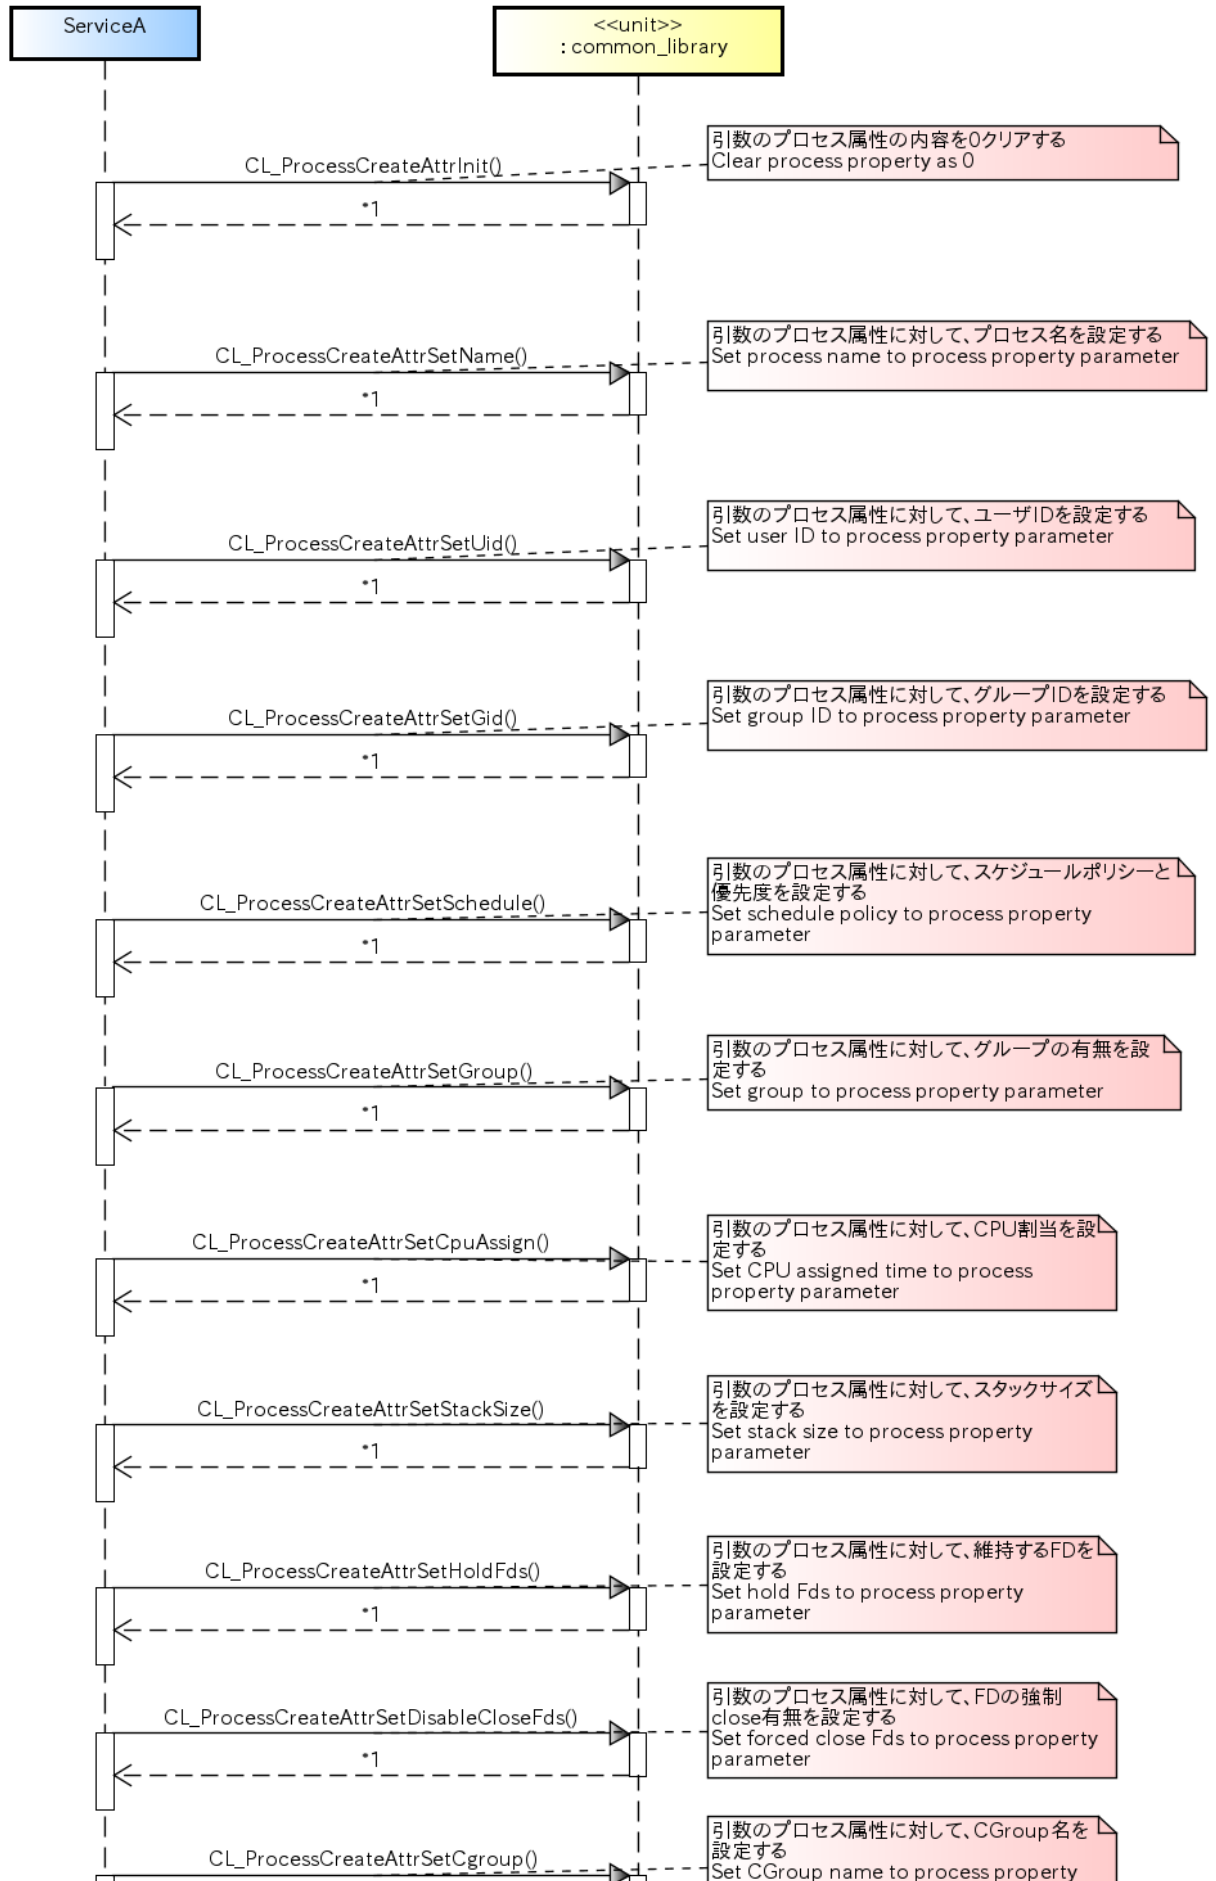 ServiceA
<<unit>>
: common_library
引数のプロセス属性の内容を0クリアする
Clear process property as 0
CL_ProcessCreateAttrInit()
*1
引数のプロセス属性に対して、プロセス名を設定する
Set process name to process property parameter
CL_ProcessCreateAttrSetName()
*1
引数のプロセス属性に対して、ユーザIDを設定する
Set user ID to process property parameter
CL_ProcessCreateAttrSetUid()
*1
引数のプロセス属性に対して、グループIDを設定する
Set group ID to process property parameter
CL_ProcessCreateAttrSetGid()
*1
引数のプロセス属性に対して、スケジュールポリシーと
優先度を設定する
Set schedule policy to process property
parameter
CL_ProcessCreateAttrSetSchedule()
*1
引数のプロセス属性に対して、グループの有無を設
定する
Set group to process property parameter
CL_ProcessCreateAttrSetGroup()
*1
引数のプロセス属性に対して、CPU割当を設
定する
Set CPU assigned time to process
property parameter
CL_ProcessCreateAttrSetCpuAssign()
*1
引数のプロセス属性に対して、スタックサイズ
を設定する
Set stack size to process property
parameter
CL_ProcessCreateAttrSetStackSize()
*1
引数のプロセス属性に対して、維持するFDを
設定する
Set hold Fds to process property
parameter
CL_ProcessCreateAttrSetHoldFds()
*1
引数のプロセス属性に対して、FDの強制
close有無を設定する
Set forced close Fds to process property
parameter
CL_ProcessCreateAttrSetDisableCloseFds()
*1
引数のプロセス属性に対して、CGroup名を
設定する
Set CGroup name to process property
CL_ProcessCreateAttrSetCgroup()